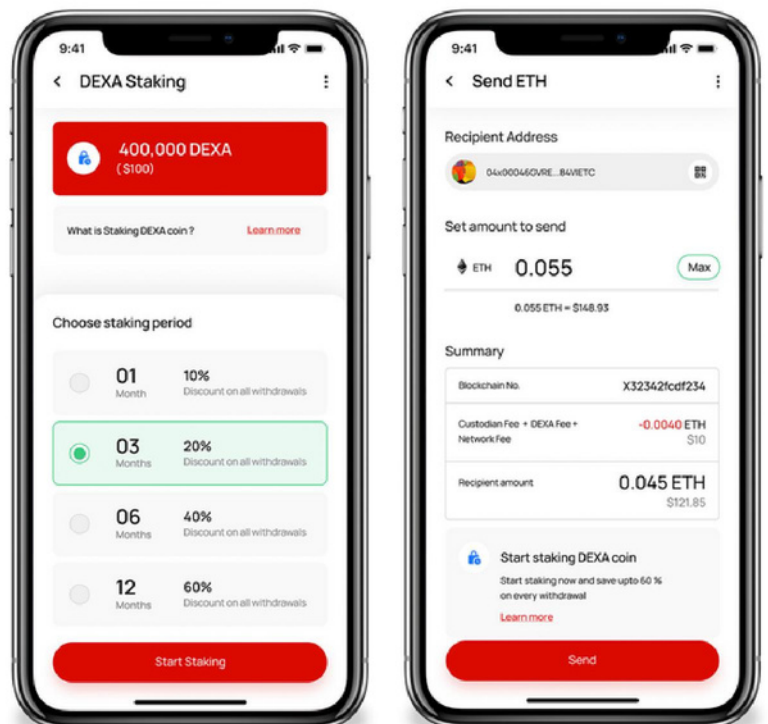 9:41
DEXA Staking
400,000 DEXA
($100)
What is Staking DEXA coin ?
Learn more
Choose staking period
01
Month
10%
Discount on all withdrawals
03
Months
20%
Discount on all withdrawals
06
Months
40%
Discount on all withdrawals
12
Months
60%
Discount on all withdrawals
Start Staking
9:41
Send ETH
Recipient Address
04x00046GVRE...84VIETC
Set amount to send
ETH
0.055
Max
0.055 ETH = $148.93
Summary
Blockchain No.
X32342fcdf234
Custodian Fee + DEXA Fee +
Network Fee
-0.0040 ETH
$10
Recipient amount
0.045 ETH
$121.85
Start staking DEXA coin
Start staking now and save upto 60 %
on every withdrawal
Learn more
Send